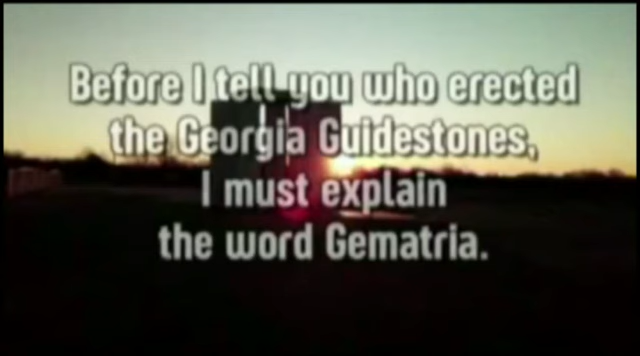 Before I tell you who erected
the Georgia Guidestones,
I must explain
the word Gematria.